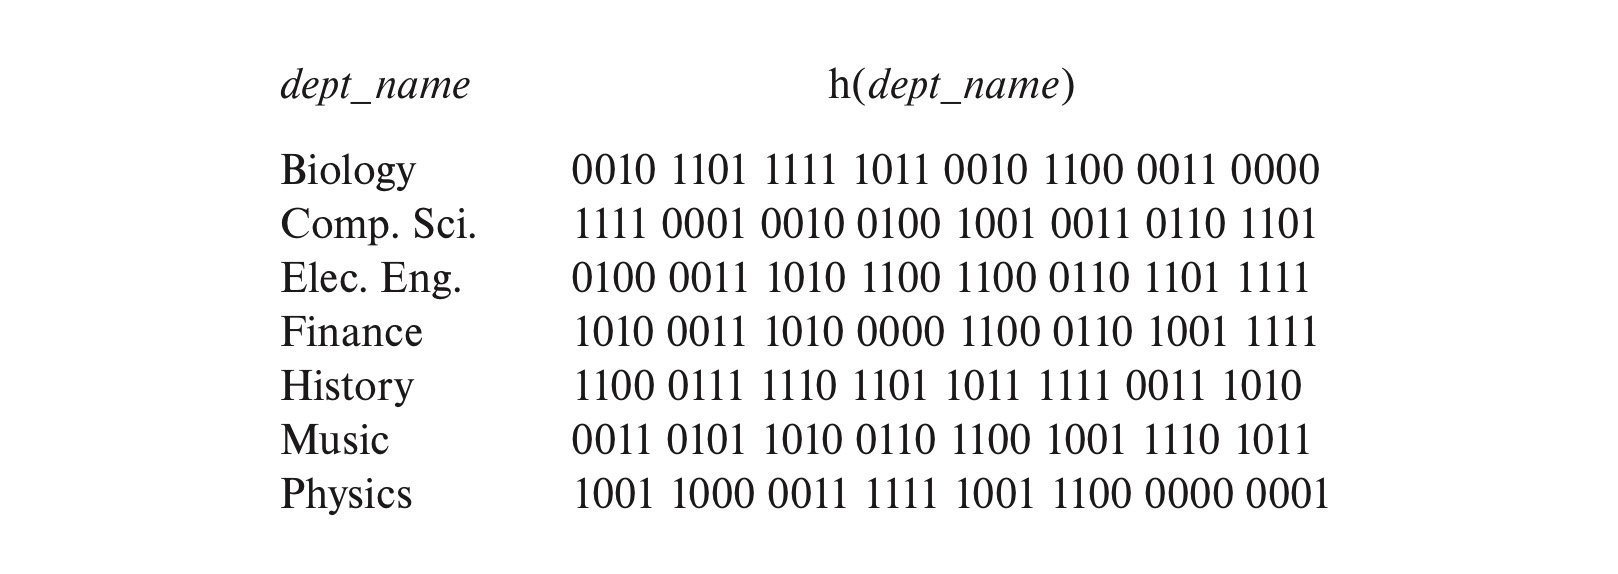 dept_name h(dept_name)
Biology 0010 1101 1111 1011 0010 1100 0011 0000
Comp. Sci. 1111 0001 0010 0100 1001 0011 0110 1101
Elec. Eng. 0100 0011 1010 1100 1100 0110 1101 1111
Finance 1010 0011 1010 0000 1100 0110 1001 1111
History 1100 0111 1110 1101 1011 1111 0011 1010
Music 0011 0101 1010 0110 1100 1001 1110 1011
Physics 1001 1000 0011 1111 1001 1100 0000 0001